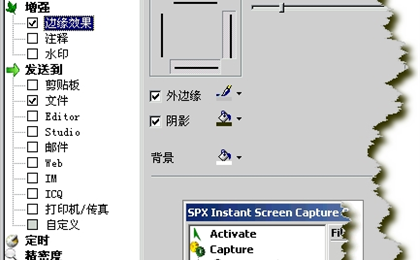 增强
边缘效果
注释
水印
发送到
剪贴板
文件
Editor
Studio
邮件
Web
IM
ICQ
打印机/传真
自定义
定时
精密度
外边缘
阴影
背景
SPX Instant Screen Capture
Activate
Capture